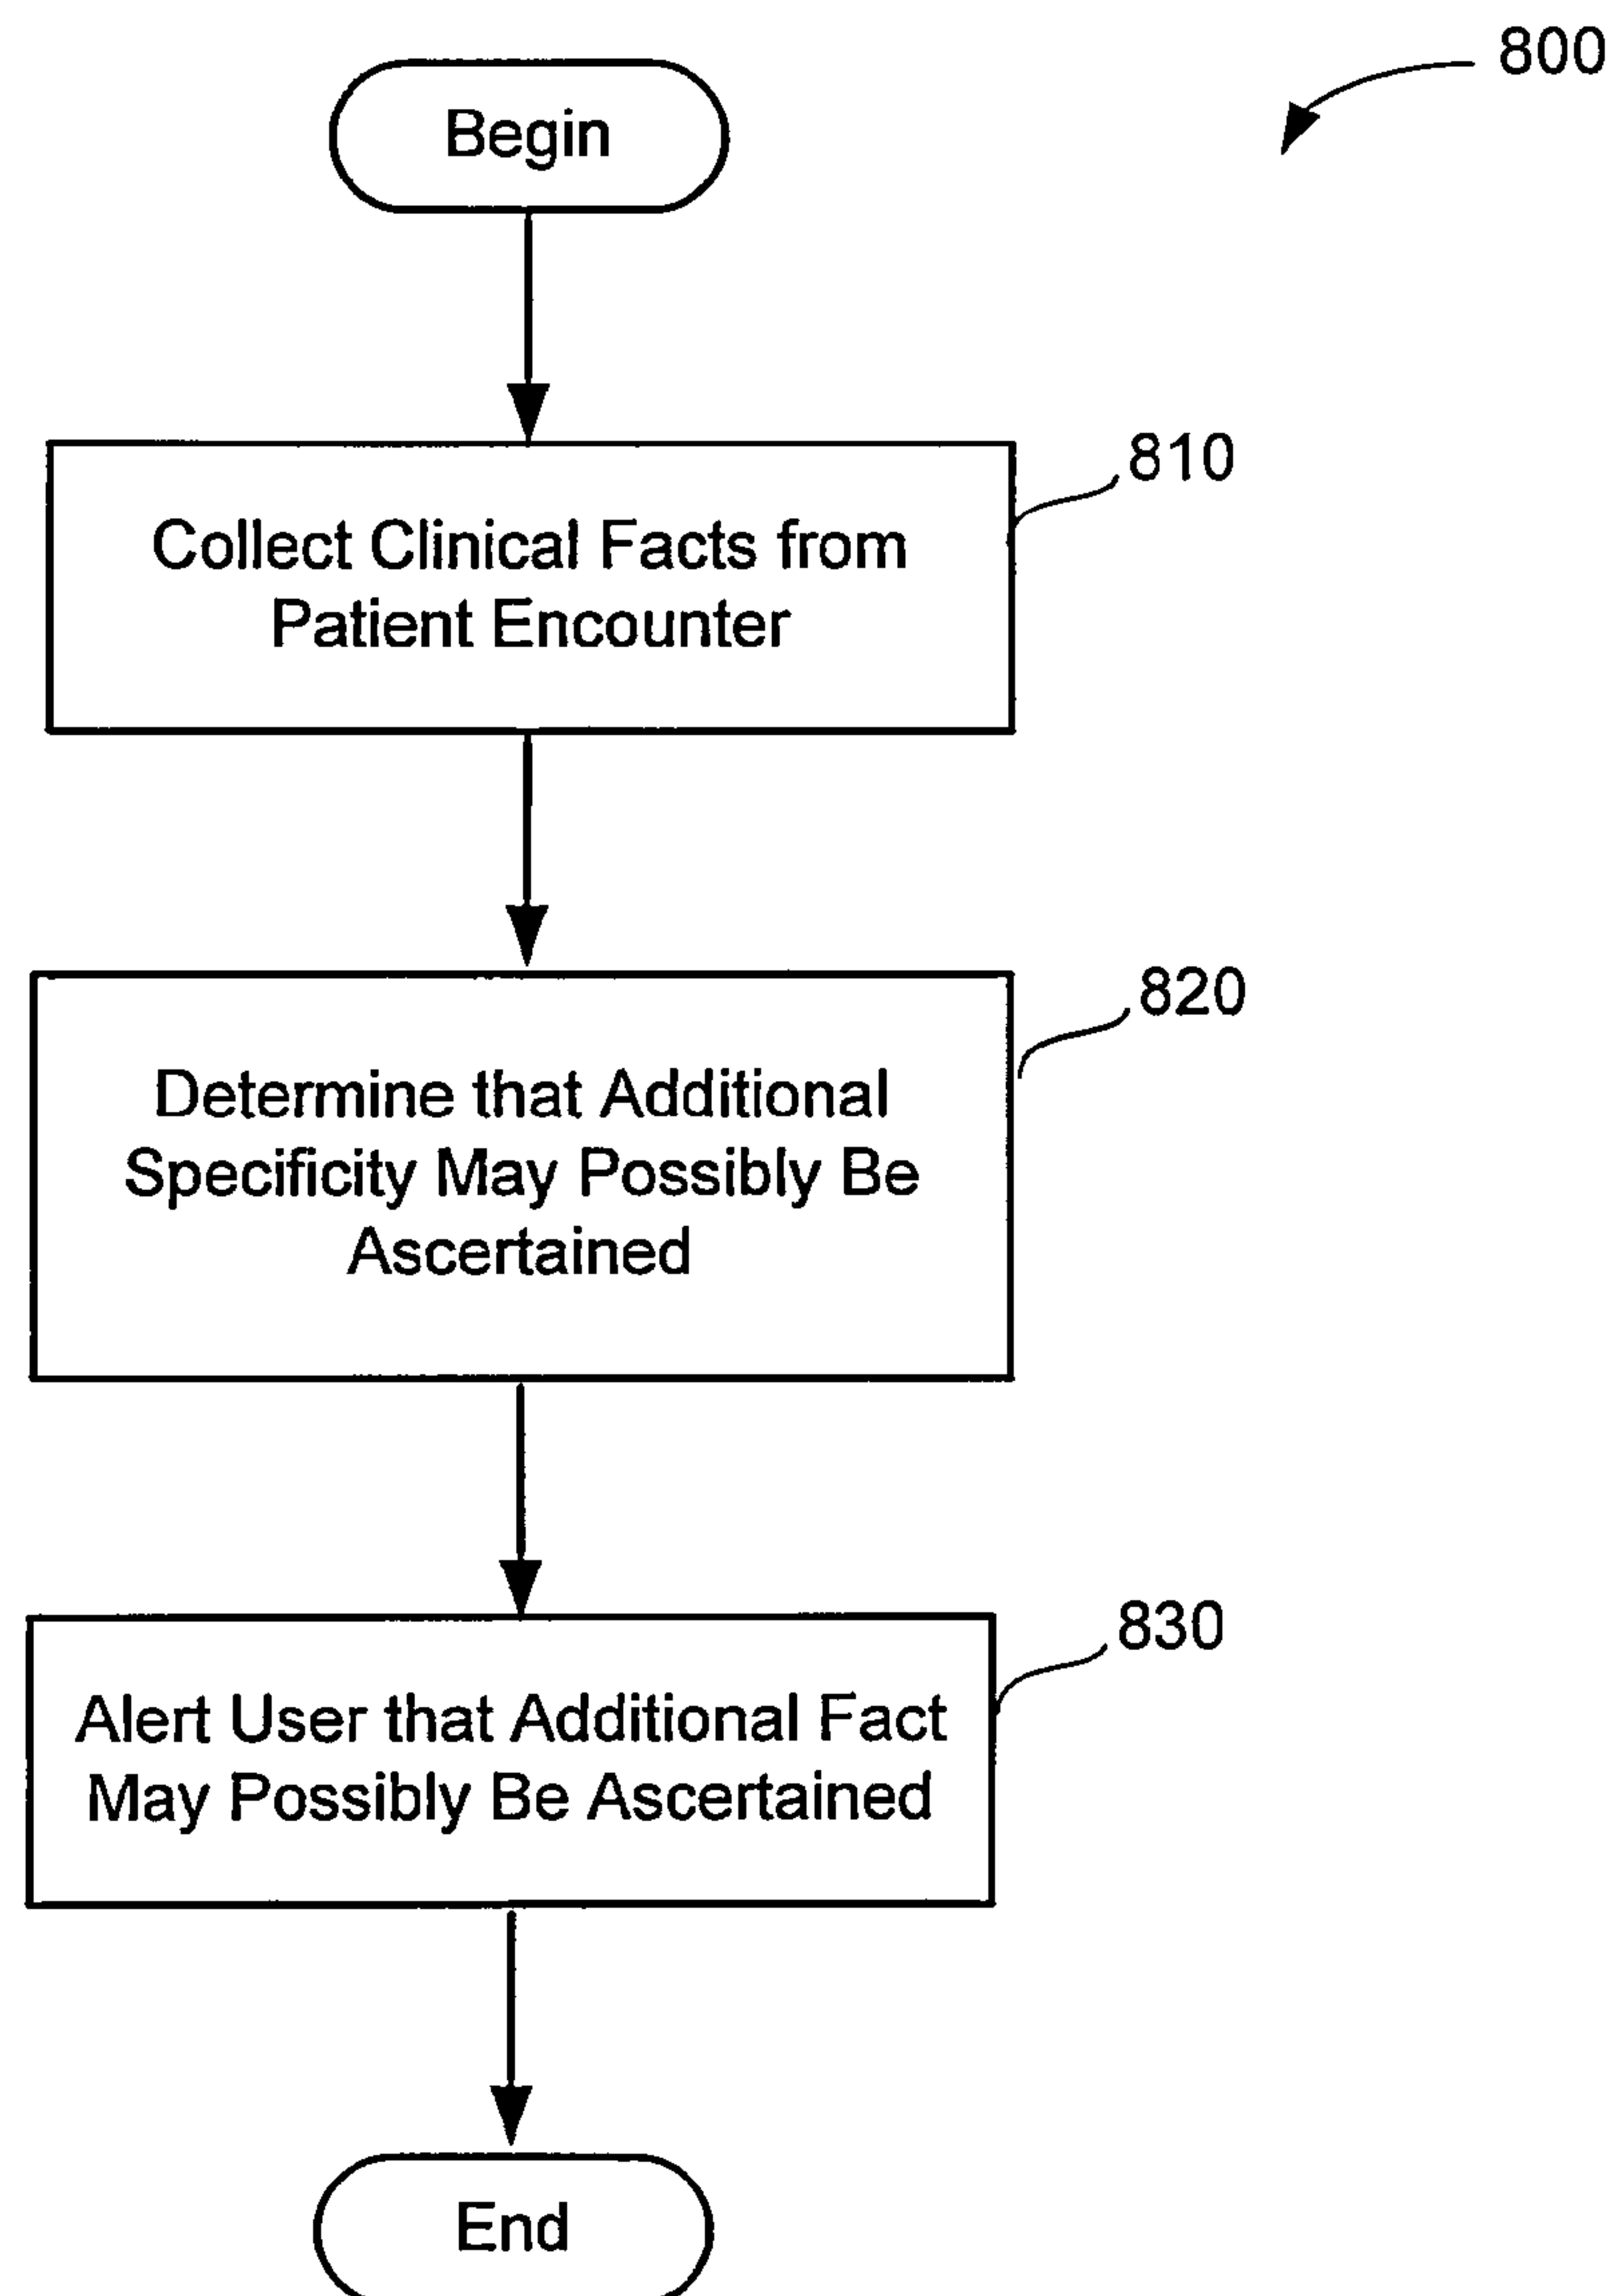 800
Begin
810
Collect Clinical Facts from
Patient Encounter
820
Determine that Additional
Specificity May Possibly Be
Ascertained
830
Alert User that Additional Fact
May Possibly Be Ascertained
End